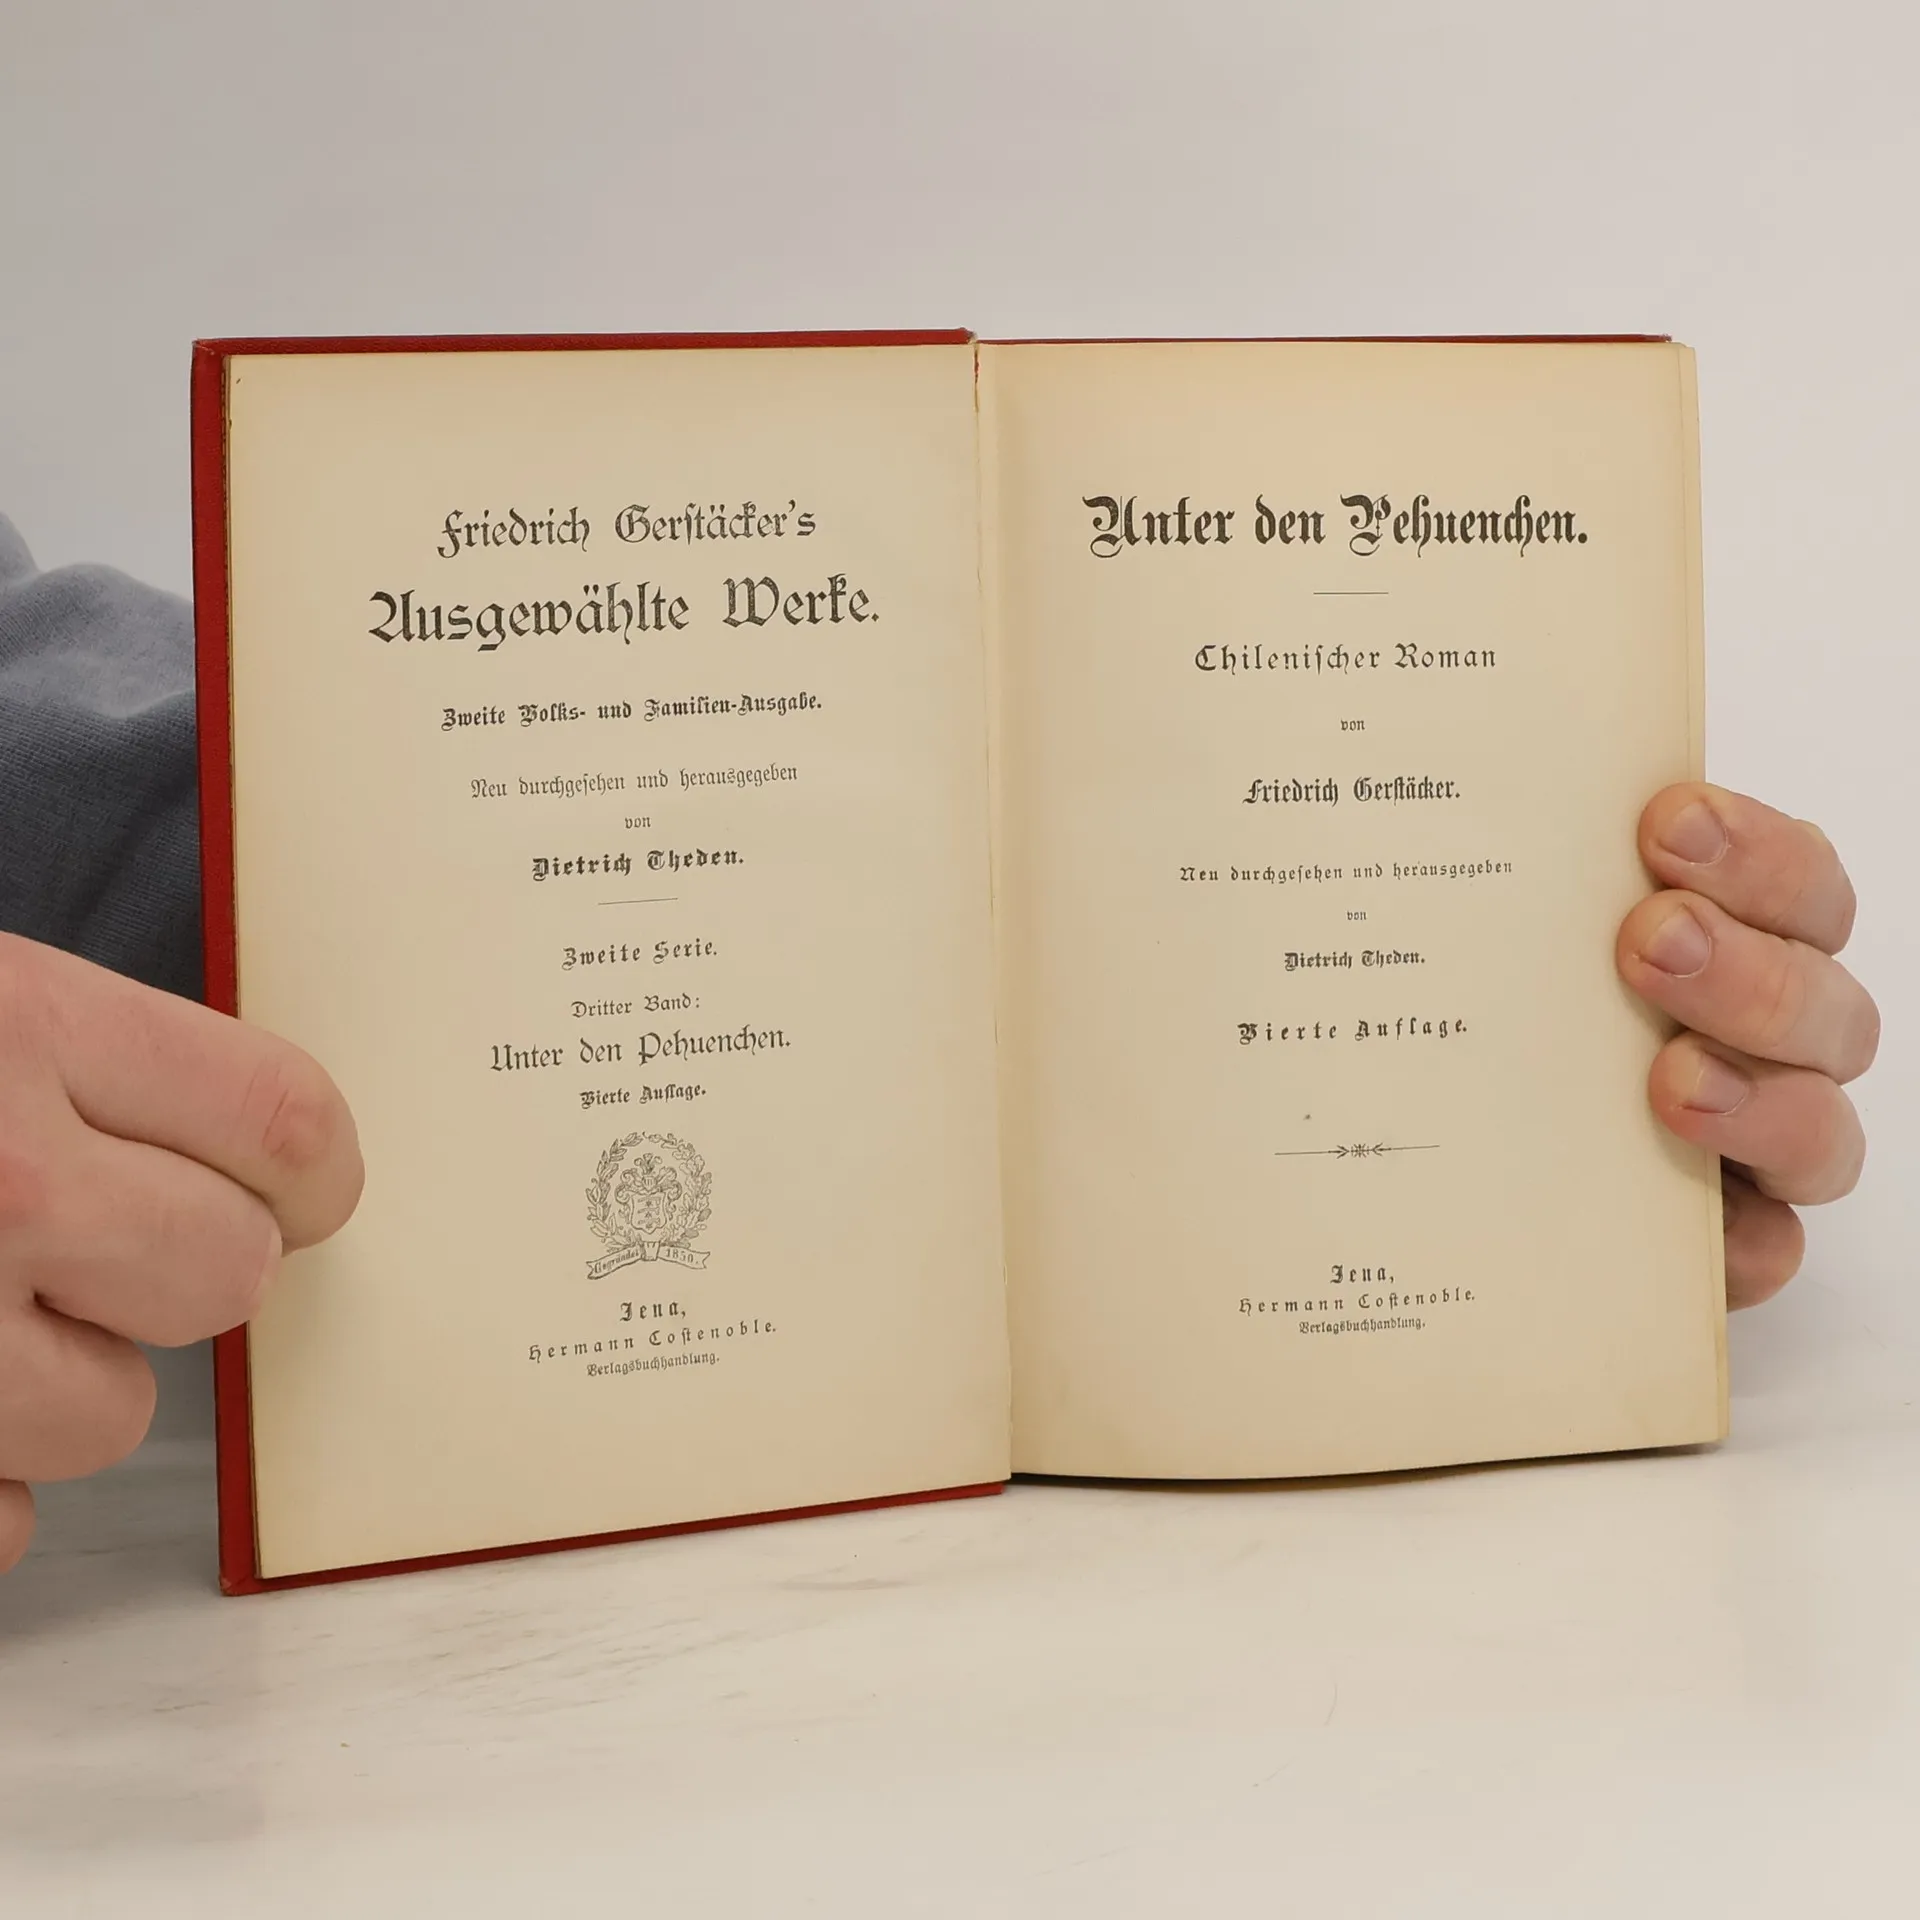 Friedrich Gerſtäcker's
Ausgewählte Werke.
Zweite Volks- und Familien-Ausgabe.
Neu durchgeſehen und herausgegeben
von
Dietrich Theden.
Zweite Serie.
Dritter Band:
Unter den Pehuenchen.
Vierte Auflage.
Gegründet 1850.
Jena,
Hermann Coſtenoble.
Verlagsbuchhandlung.
Unter den Pehuenchen.
Chileniſcher Roman
von
Friedrich Gerſtäcker.
Neu durchgeſehen und herausgegeben
von
Dietrich Theden.
Vierte Auflage.
Jena,
Hermann Coſtenoble.
Verlagsbuchhandlung.